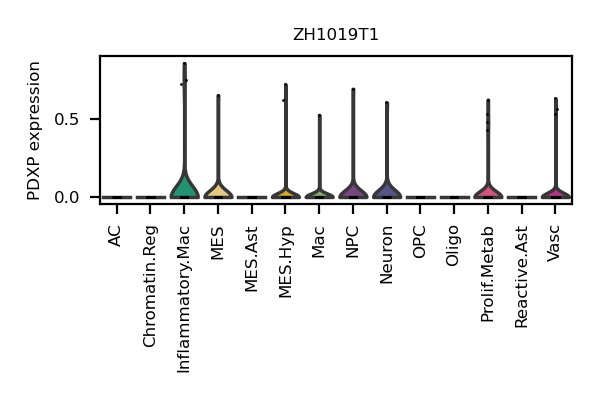 ZH1019T1
PDXP expression
0.5
0.0
AC
Chromatin.Reg
Inflammatory.Mac
MES
MES.Ast
MES.Hyp
Mac
NPC
Neuron
OPC
Oligo
Prolif.Metab
Reactive.Ast
Vasc